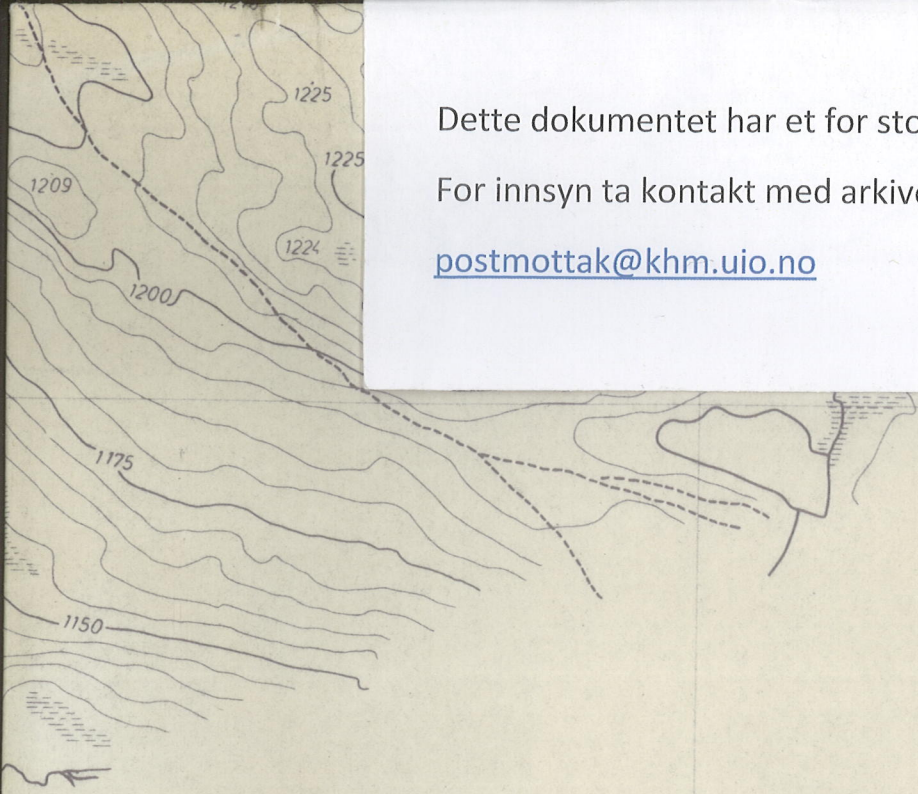 1225
1225
1209
1224
1200
1175
1150
Dette dokumentet har et for sto
For innsyn ta kontakt med arkiv
postmottak@khm.uio.no